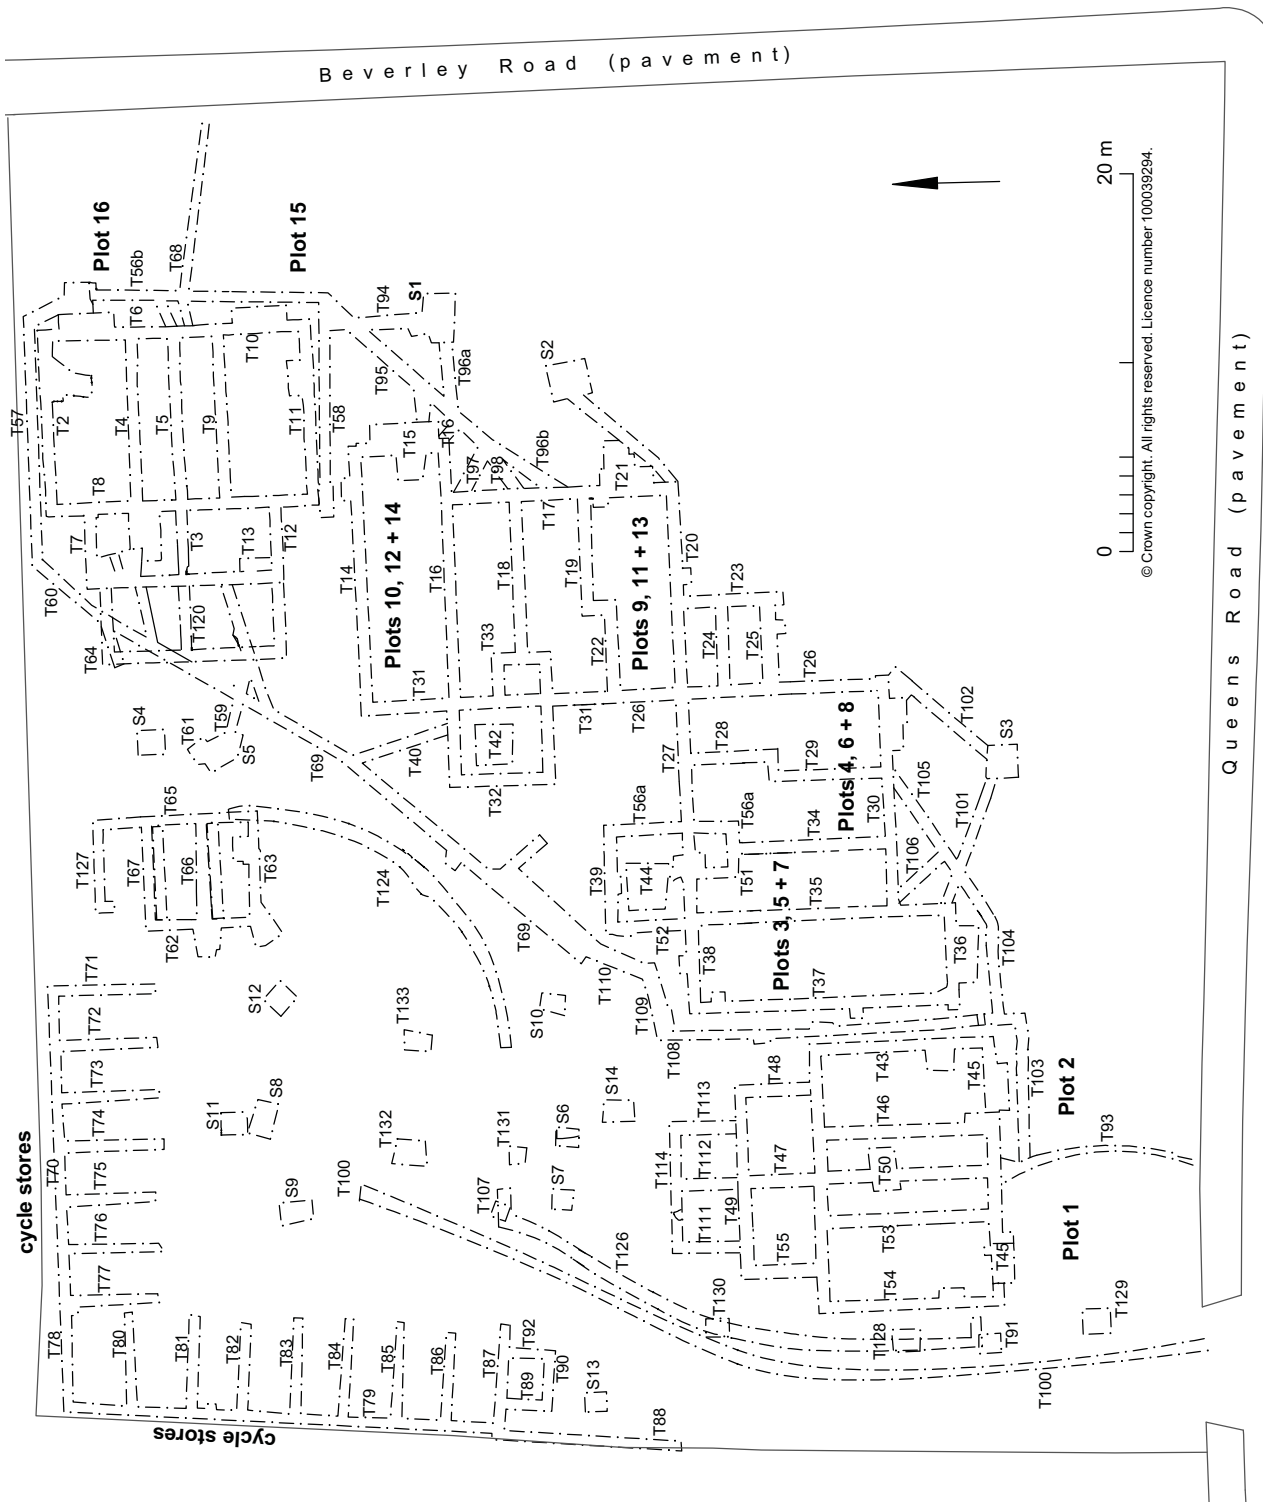 Beverley Road (pavement)
Plot 16
T56b
T68
Plot 15
T57
T6
T10
T94
S1
T2
T4
T5
T9
T11
T58
T95
T96a
S2
T8
T15
T16
T97
T98
T96b
T21
T7
T3
T13
T12
T14
Plots 10, 12 + 14
T16
T18
T17
T19
Plots 9, 11 + 13
T20
T60
T64
T120
T33
T22
T23
T24
T25
T26
T31
T31
T26
S4
T61
T59
S5
T69
T40
T42
T32
T27
T28
T29
Plots 4, 6 + 8
T102
S3
T65
T56a
T56a
T34
T30
T105
T101
T127
T67
T66
T63
T124
T39
T44
T51
Plots 3, 5 + 7
T35
T106
T62
T69
T52
T38
T37
T36
T104
T71
T72
S12
T133
S10
T110
T109
T73
T108
T48
T43
T45
T103
Plot 2
cycle stores
T74
S11
S8
T132
T131
S6
S14
T113
T46
T93
T70
T75
S9
T100
T107
S7
T114
T112
T47
T50
T76
T77
T111
T49
T55
T53
T45
Plot 1
T126
T54
T78
T80
T81
T82
T83
T84
T85
T86
T87
T92
T130
T128
T91
T129
T79
T89
T90
S13
T88
T100
cycle stores
0
20 m
© Crown copyright. All rights reserved. Licence number 100039294.
Queens Road (pavement)